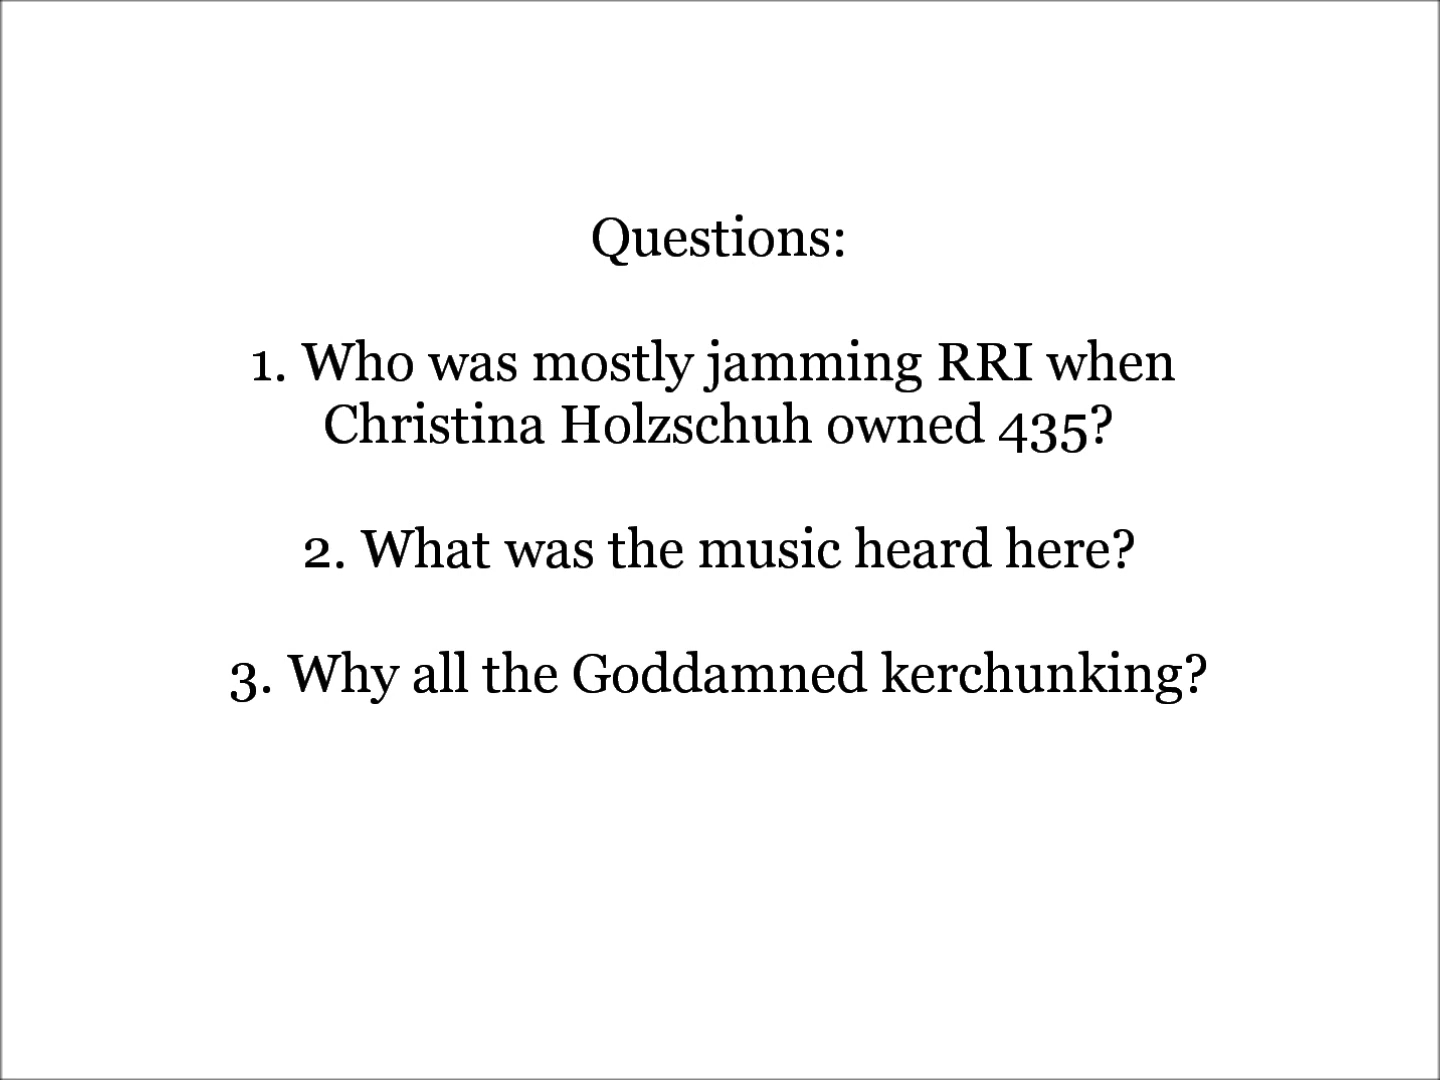 Questions:
1. Who was mostly jamming RRI when
Christina Holzschuh owned 435?
2. What was the music heard here?
3. Why all the Goddamned kerchunking?